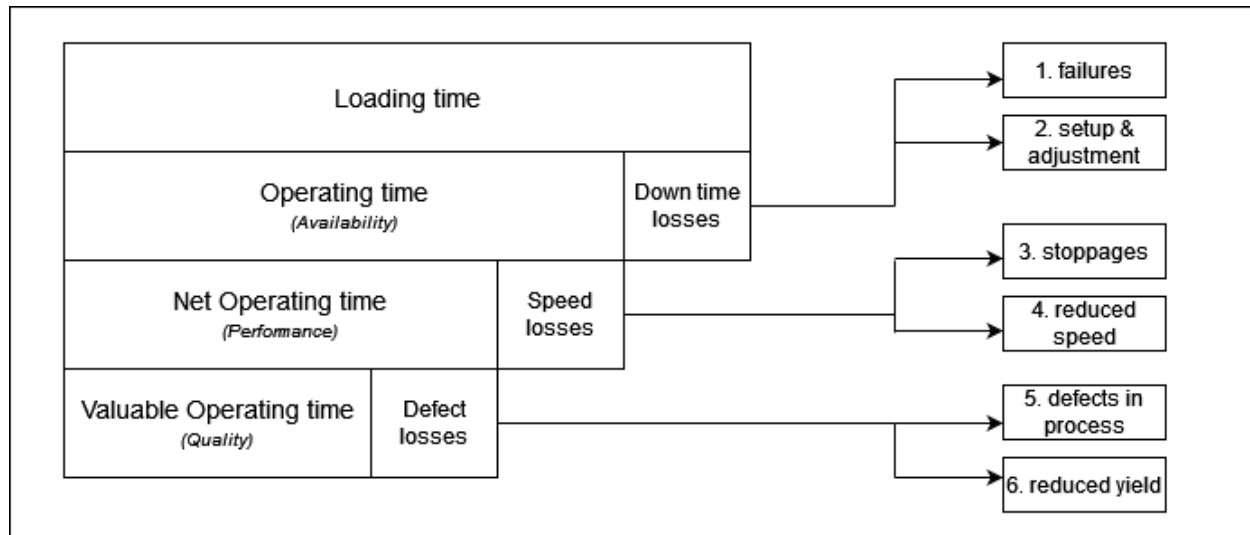 Loading time
1. failures
2. setup &
adjustment
Operating time
(Availability)
Down time
losses
3. stoppages
Net Operating time
(Performance)
Speed
losses
4. reduced
speed
Valuable Operating time
(Quality)
Defect
losses
5. defects in
process
6. reduced yield